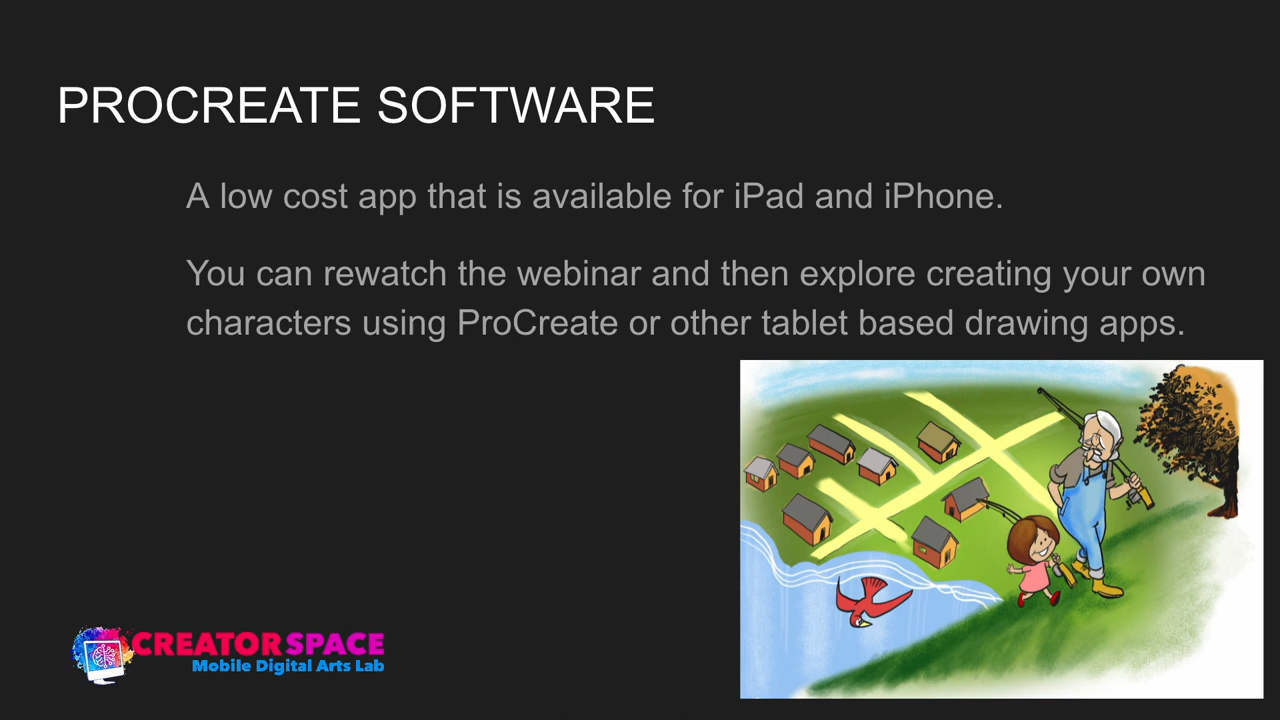 PROCREATE SOFTWARE
A low cost app that is available for iPad and iPhone.
You can rewatch the webinar and then explore creating your own
characters using ProCreate or other tablet based drawing apps.
CREATORSPACE
Mobile Digital Arts Lab